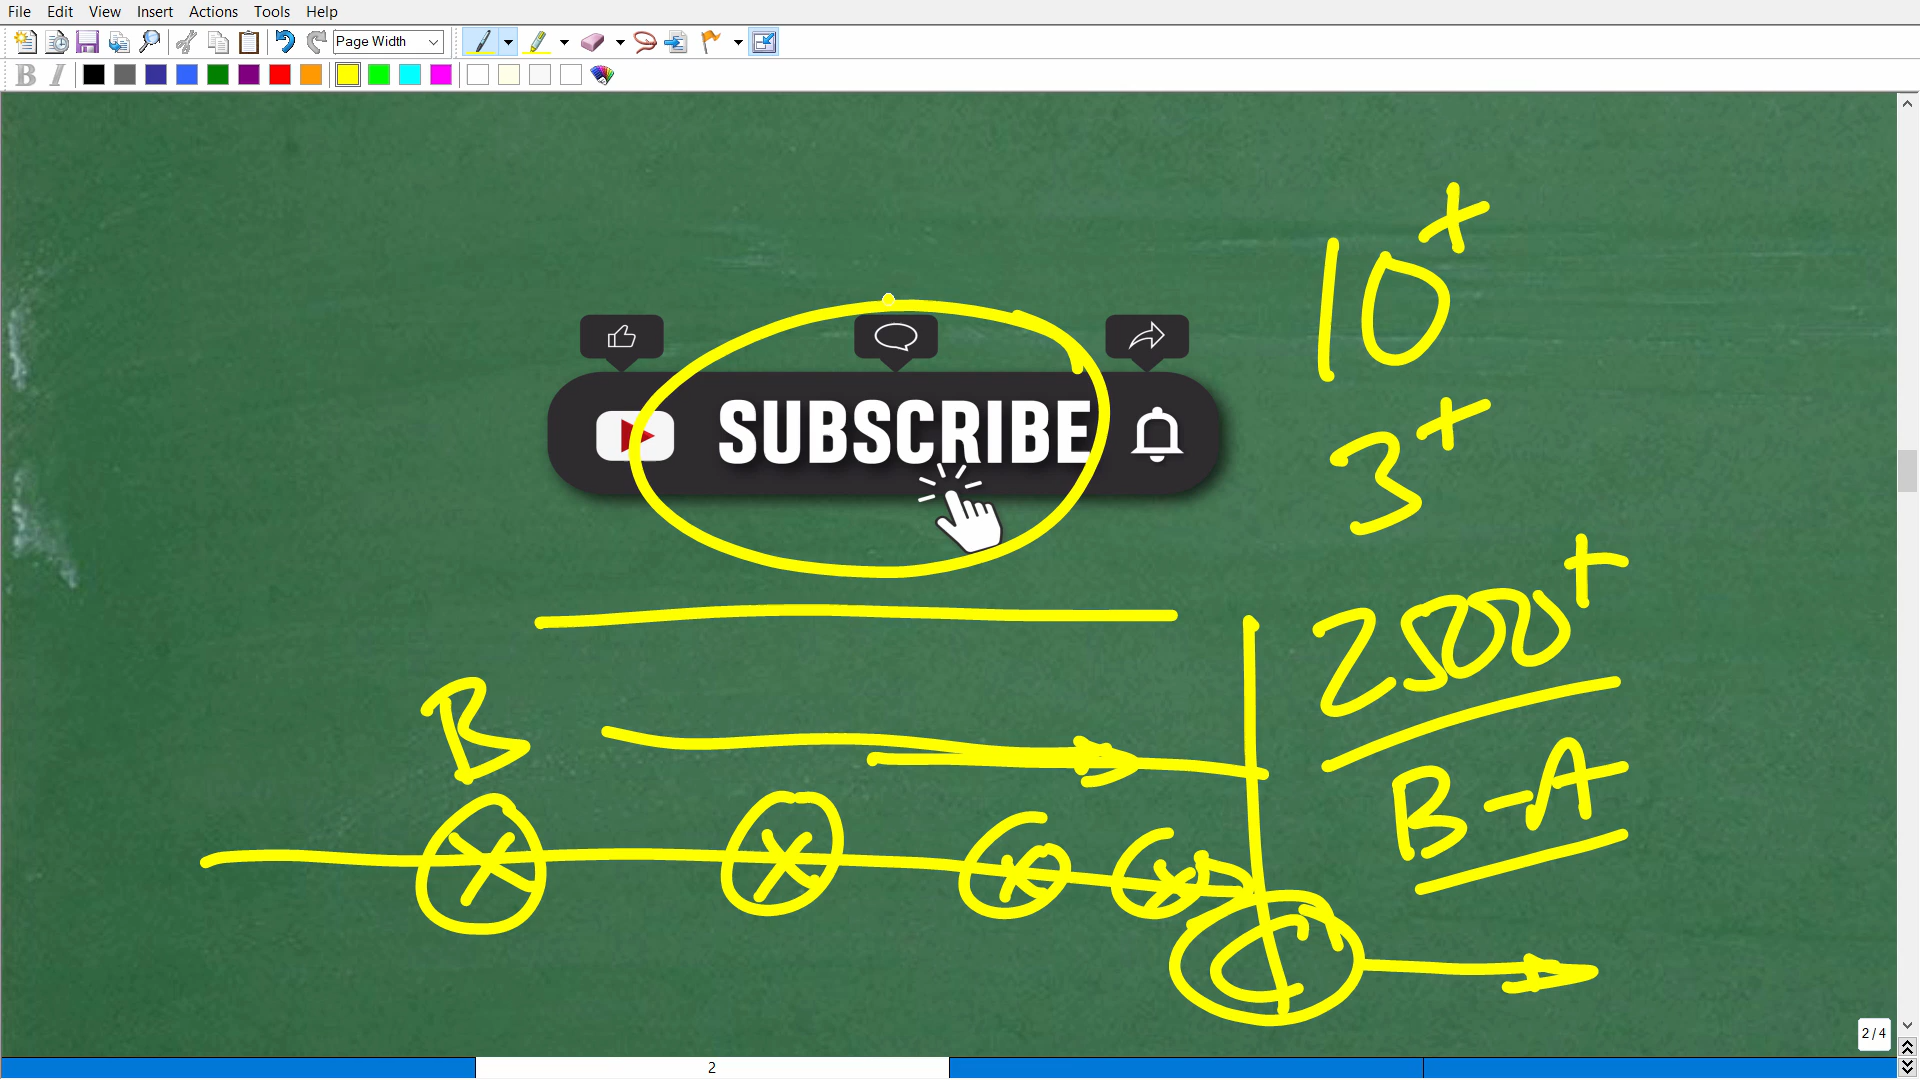 File Edit View Insert Actions Tools Help
Page Width
B I
10+
3+
SUBSCRIBE
2500+
B
B-A
C
2 / 4
2